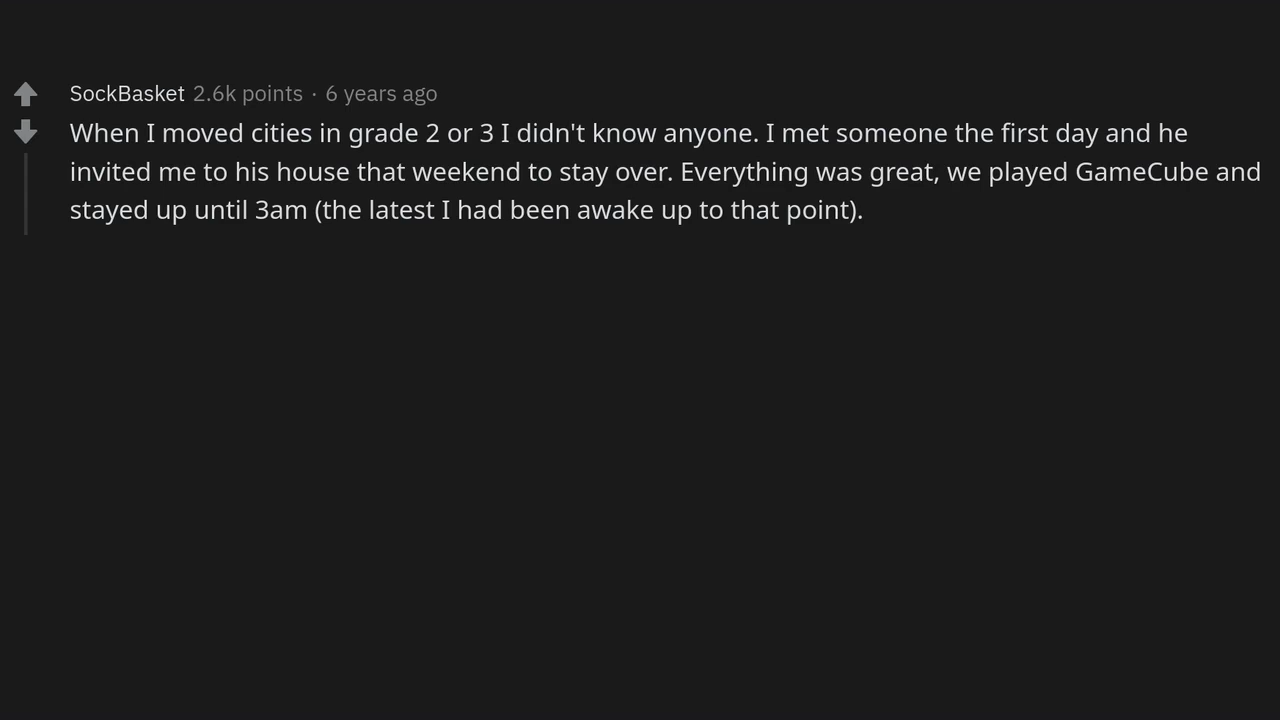 SockBasket 2.6k points · 6 years ago
When I moved cities in grade 2 or 3 I didn't know anyone. I met someone the first day and he
invited me to his house that weekend to stay over. Everything was great, we played GameCube and
stayed up until 3am (the latest I had been awake up to that point).